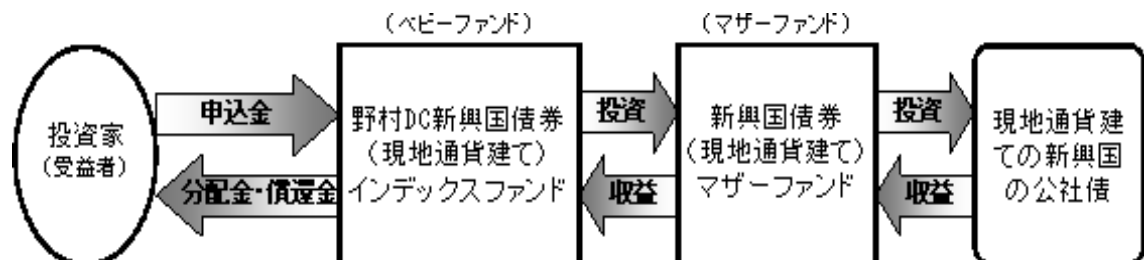 (ベビーファンド)
(マザーファンド)
投資家
(受益者)
申込金
分配金・償還金
野村DC新興国債券
(現地通貨建て)
インデックスファンド
投資
収益
新興国債券
(現地通貨建て)
マザーファンド
投資
収益
現地通貨建
ての新興国
の公社債